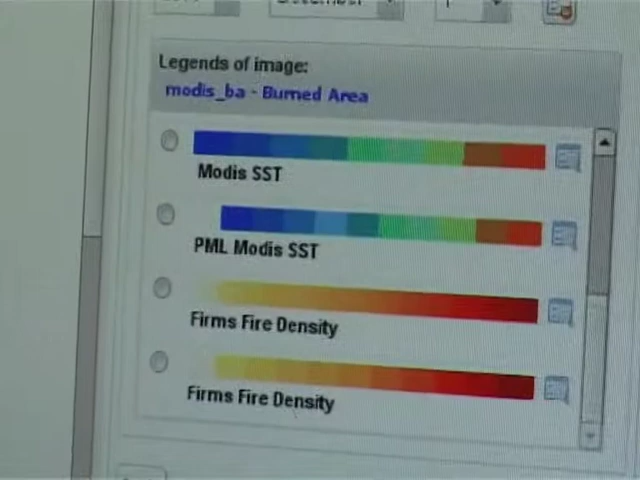 Legends of image:
modis_ba - Burned Area
Modis SST
PML Modis SST
Firms Fire Density
Firms Fire Density